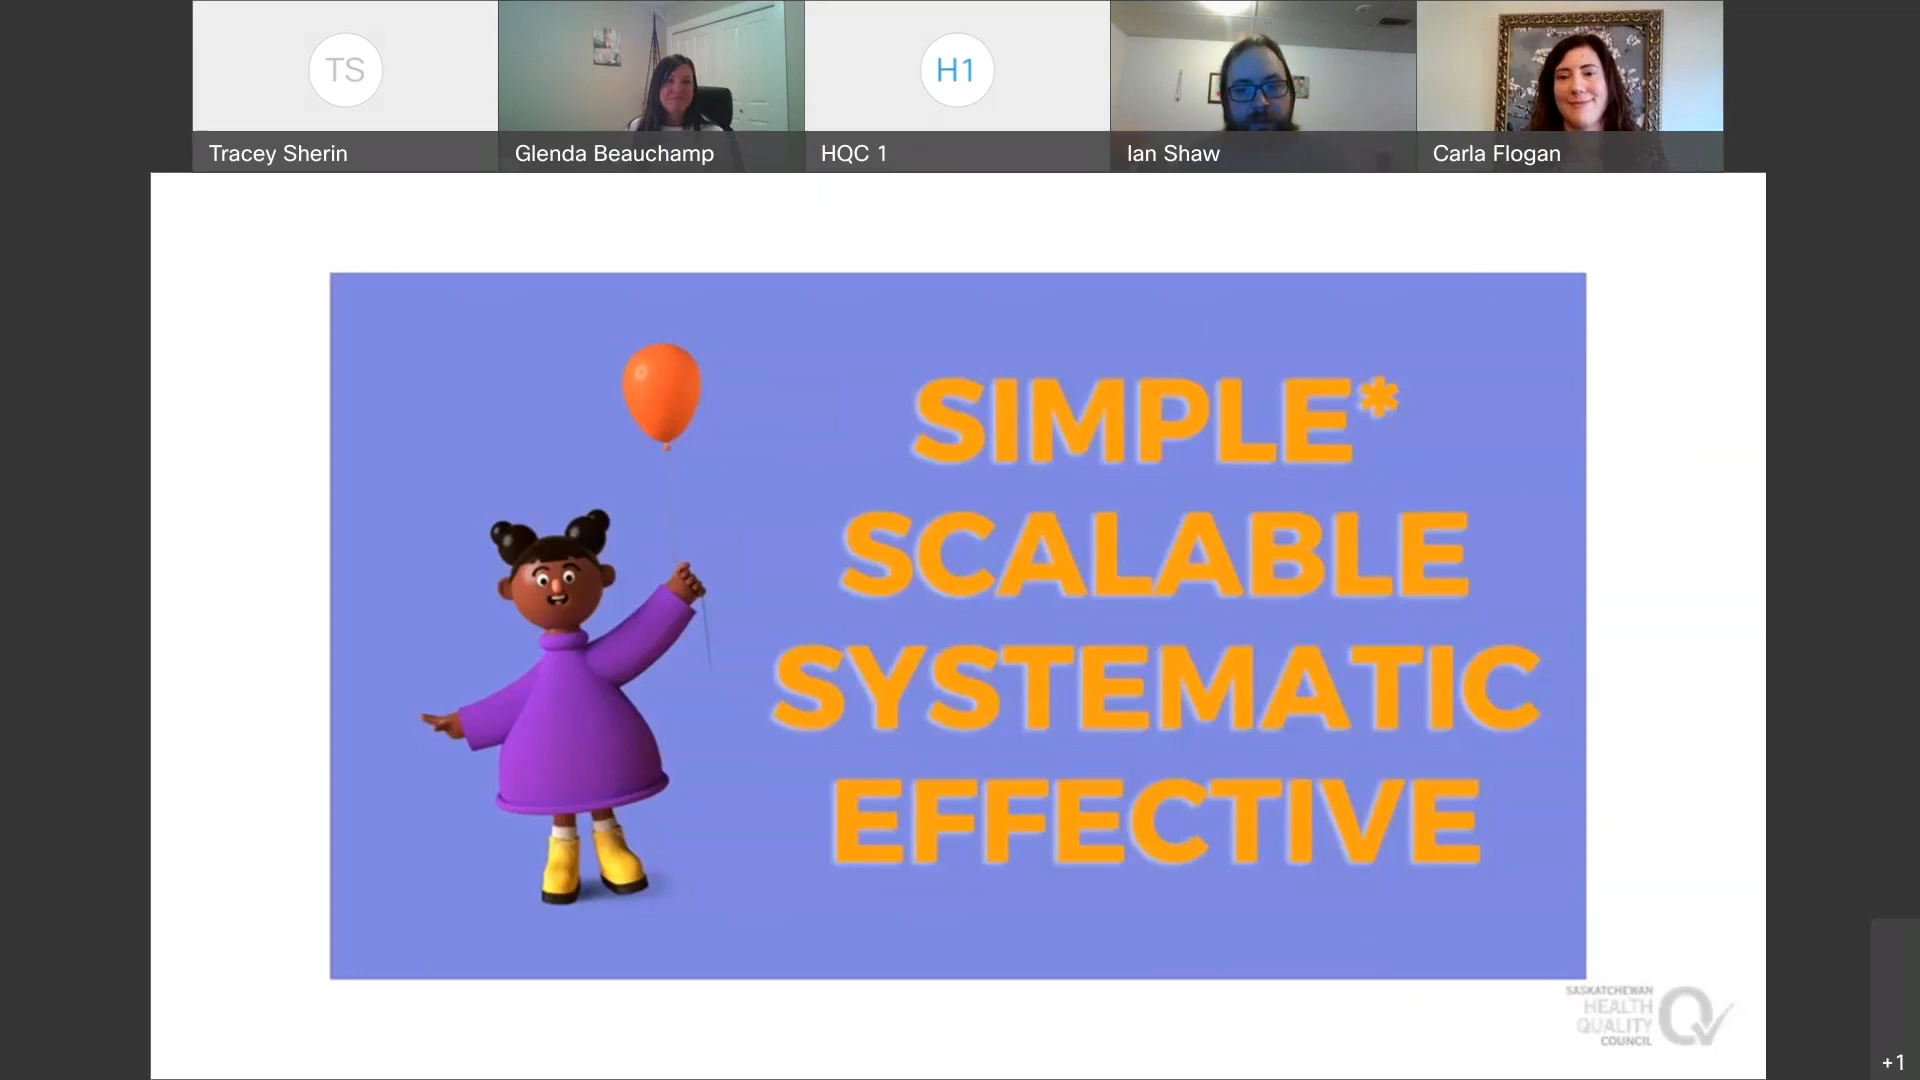 TS
H1
Tracey Sherin
Glenda Beauchamp
HQC 1
Ian Shaw
Carla Flogan
SIMPLE*
SCALABLE
SYSTEMATIC
EFFECTIVE
SASKATCHEWAN
HEALTH
QUALITY
COUNCIL
+1